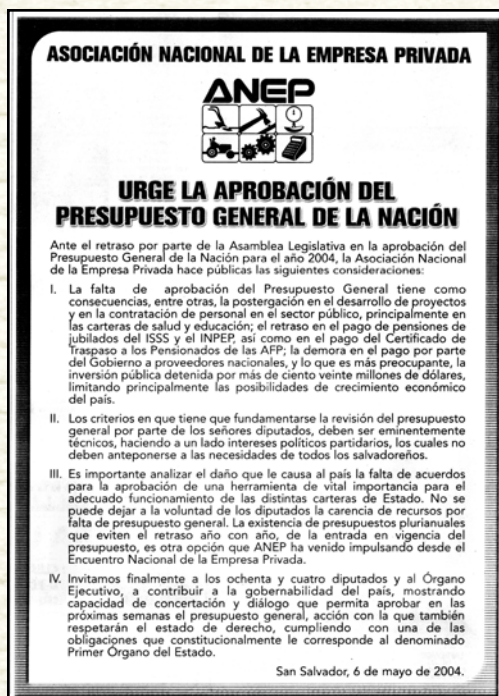 ASOCIACIÓN NACIONAL DE LA EMPRESA PRIVADA
ANEP
URGE LA APROBACIÓN DEL
PRESUPUESTO GENERAL DE LA NACIÓN
Ante el retraso por parte de la Asamblea Legislativa en la aprobación del
Presupuesto General de la Nación para el año 2004, la Asociación Nacional
de la Empresa Privada hace públicas las siguientes consideraciones:
I. La falta de aprobación del Presupuesto General tiene como
consecuencias, entre otras, la postergación en el desarrollo de proyectos
y en la contratación de personal en el sector público, principalmente en
las carteras de salud y educación; el retraso en el pago de pensiones de
jubilados del ISSS y el INPEP, así como en el pago del Certificado de
Traspaso a los Pensionados de las AFP; la demora en el pago por parte
del Gobierno a proveedores nacionales, y lo que es más preocupante, la
inversión pública detenida por más de ciento veinte millones de dólares,
limitando principalmente las posibilidades de crecimiento económico
del país.
II. Los criterios en que tiene que fundamentarse la revisión del presupuesto
general por parte de los señores diputados, deben ser eminentemente
técnicos, haciendo a un lado intereses políticos partidarios, los cuales no
deben anteponerse a las necesidades de todos los salvadoreños.
III. Es importante analizar el daño que le causa al país la falta de acuerdos
para la aprobación de una herramienta de vital importancia para el
adecuado funcionamiento de las distintas carteras de Estado. No se
puede dejar a la voluntad de los diputados la carencia de recursos por
falta de presupuesto general. La existencia de presupuestos plurianuales
que eviten el retraso año con año, de la entrada en vigencia del
presupuesto, es otra opción que ANEP ha venido impulsando desde el
Encuentro Nacional de la Empresa Privada.
IV. Invitamos finalmente a los ochenta y cuatro diputados y al Órgano
Ejecutivo, a contribuir a la gobernabilidad del país, mostrando
capacidad de concertación y diálogo que permita aprobar en las
próximas semanas el presupuesto general, acción con la que también
respetarán el estado de derecho, cumpliendo con una de las
obligaciones que constitucionalmente le corresponde al denominado
Primer Órgano del Estado.
San Salvador, 6 de mayo de 2004.